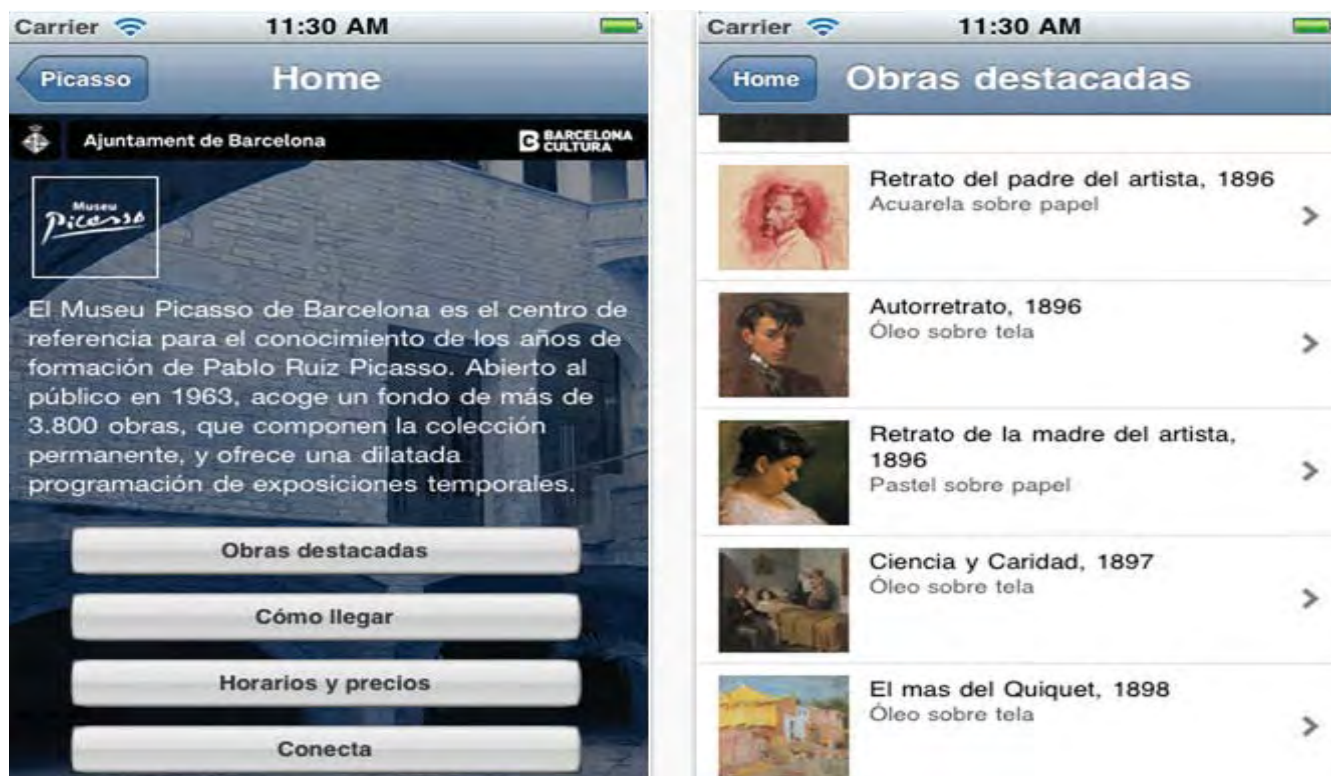 Carrier
11:30 AM
Picasso
Home
Ajuntament de Barcelona
BARCELONA
CULTURA
Museu
Picasso
El Museu Picasso de Barcelona es el centro de
referencia para el conocimiento de los años de
formación de Pablo Ruiz Picasso. Abierto al
público en 1963, acoge un fondo de más de
3.800 obras, que componen la colección
permanente, y ofrece una dilatada
programación de exposiciones temporales.
Obras destacadas
Cómo llegar
Horarios y precios
Conecta
Carrier
11:30 AM
Home
Obras destacadas
Retrato del padre del artista, 1896
Acuarela sobre papel
Autorretrato, 1896
Óleo sobre tela
Retrato de la madre del artista,
1896
Pastel sobre papel
Ciencia y Caridad, 1897
Óleo sobre tela
El mas del Quiquet, 1898
Óleo sobre tela